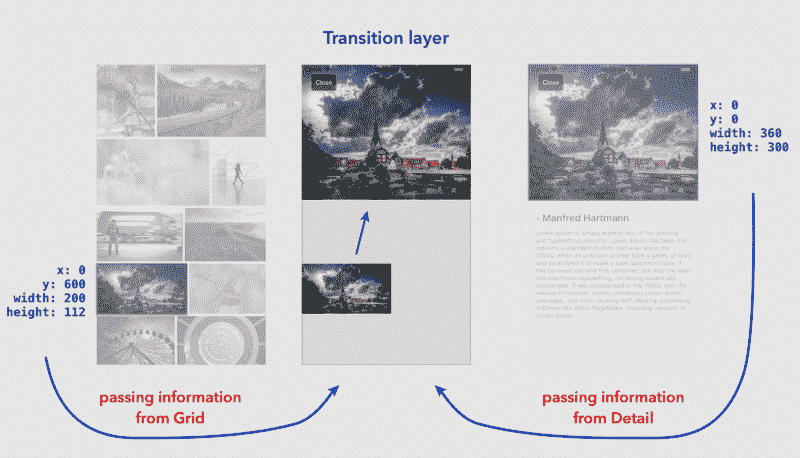 Transition layer
Close
Close
x: 0
y: 0
width: 360
height: 300
- Manfred Hartmann
Lorem Ipsum is simply dummy text of the printing
and typesetting industry. Lorem Ipsum has been the
industry's standard dummy text ever since the
1500s, when an unknown printer took a galley of type
and scrambled it to make a type specimen book. It
has survived not only five centuries, but also the leap
into electronic typesetting, remaining essentially
unchanged. It was popularised in the 1960s with the
release of Letraset sheets containing Lorem Ipsum
passages, and more recently with desktop publishing
software like Aldus PageMaker including versions of
Lorem Ipsum.
x: 0
y: 600
width: 200
height: 112
passing information
from Grid
passing information
from Detail